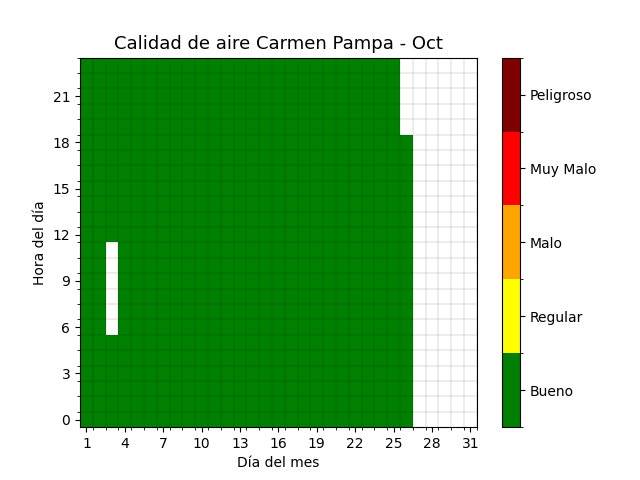 Calidad de aire Carmen Pampa - Oct
Hora del día
21
18
15
12
9
6
3
0
1 4 7 10 13 16 19 22 25 28 31
Día del mes
Peligroso
Muy Malo
Malo
Regular
Bueno